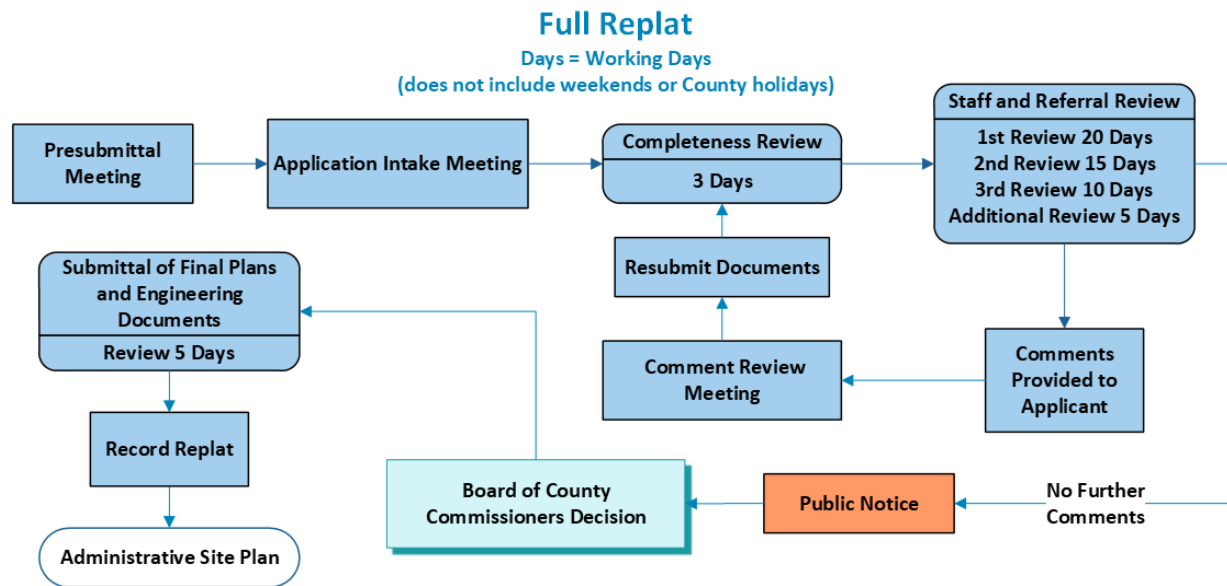 Full Replat
Days = Working Days
(does not include weekends or County holidays)
Presubmittal
Meeting
Application Intake Meeting
Completeness Review
3 Days
Staff and Referral Review
1st Review 20 Days
2nd Review 15 Days
3rd Review 10 Days
Additional Review 5 Days
Submittal of Final Plans
and Engineering
Documents
Review 5 Days
Resubmit Documents
Comment Review
Meeting
Comments
Provided to
Applicant
Record Replat
Board of County
Commissioners Decision
Public Notice
No Further
Comments
Administrative Site Plan